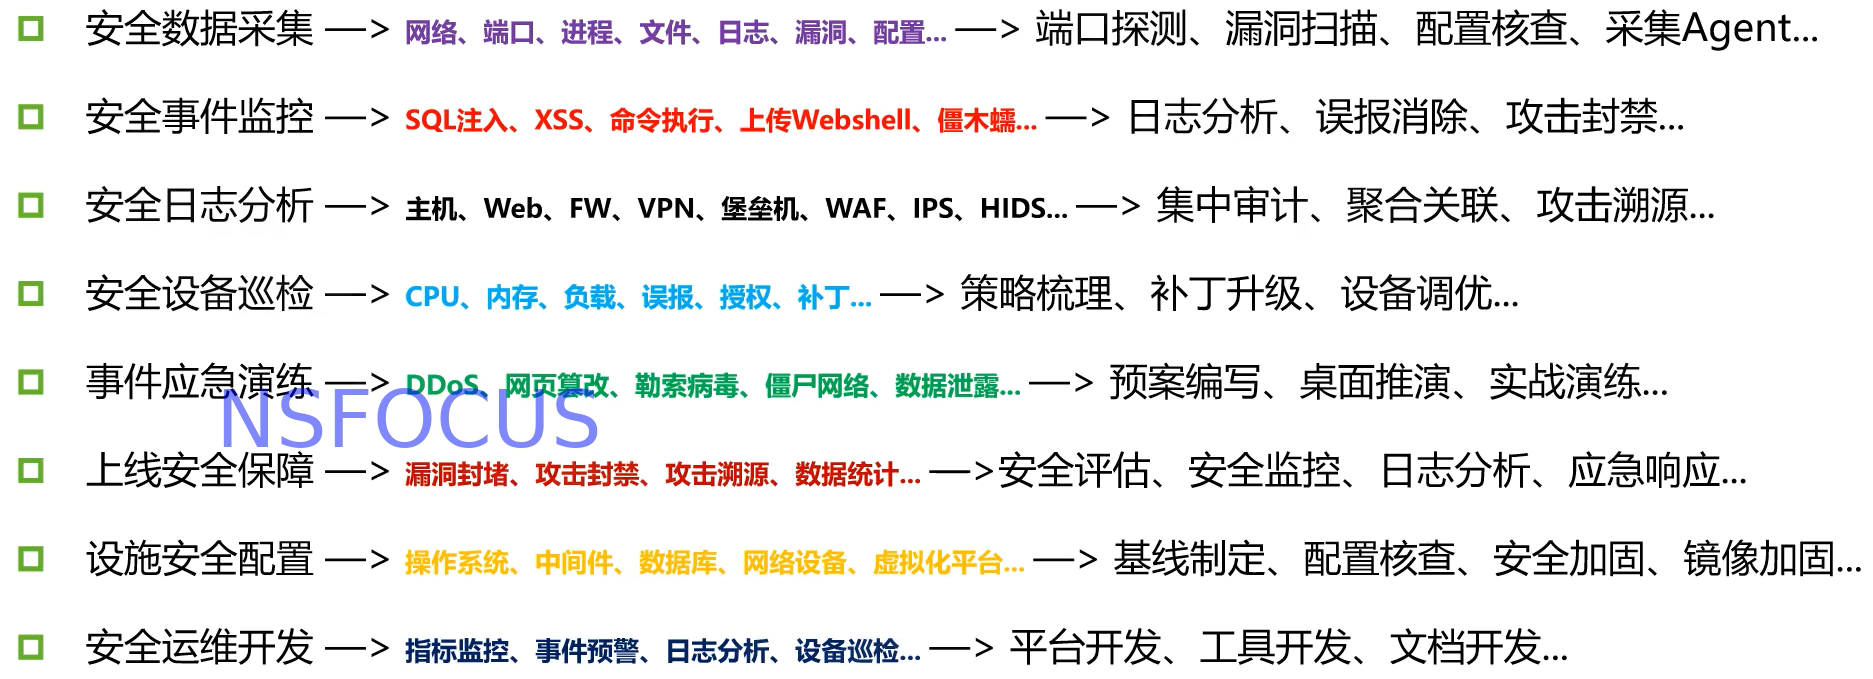 安全数据采集 —> 网络、端口、进程、文件、日志、漏洞、配置... —> 端口探测、漏洞扫描、配置核查、采集Agent...
安全事件监控 —> SQL注入、XSS、命令执行、上传Webshell、僵木蠕... —> 日志分析、误报消除、攻击封禁...
安全日志分析 —> 主机、Web、FW、VPN、堡垒机、WAF、IPS、HIDS... —> 集中审计、聚合关联、攻击溯源...
安全设备巡检 —> CPU、内存、负载、误报、授权、补丁... —> 策略梳理、补丁升级、设备调优...
事件应急演练 —> DDoS、网页篡改、勒索病毒、僵尸网络、数据泄露... —> 预案编写、桌面推演、实战演练...
NSFOCUS
上线安全保障 —> 漏洞封堵、攻击封禁、攻击溯源、数据统计... —>安全评估、安全监控、日志分析、应急响应...
设施安全配置 —> 操作系统、中间件、数据库、网络设备、虚拟化平台... —> 基线制定、配置核查、安全加固、镜像加固...
安全运维开发 —> 指标监控、事件预警、日志分析、设备巡检... —> 平台开发、工具开发、文档开发...